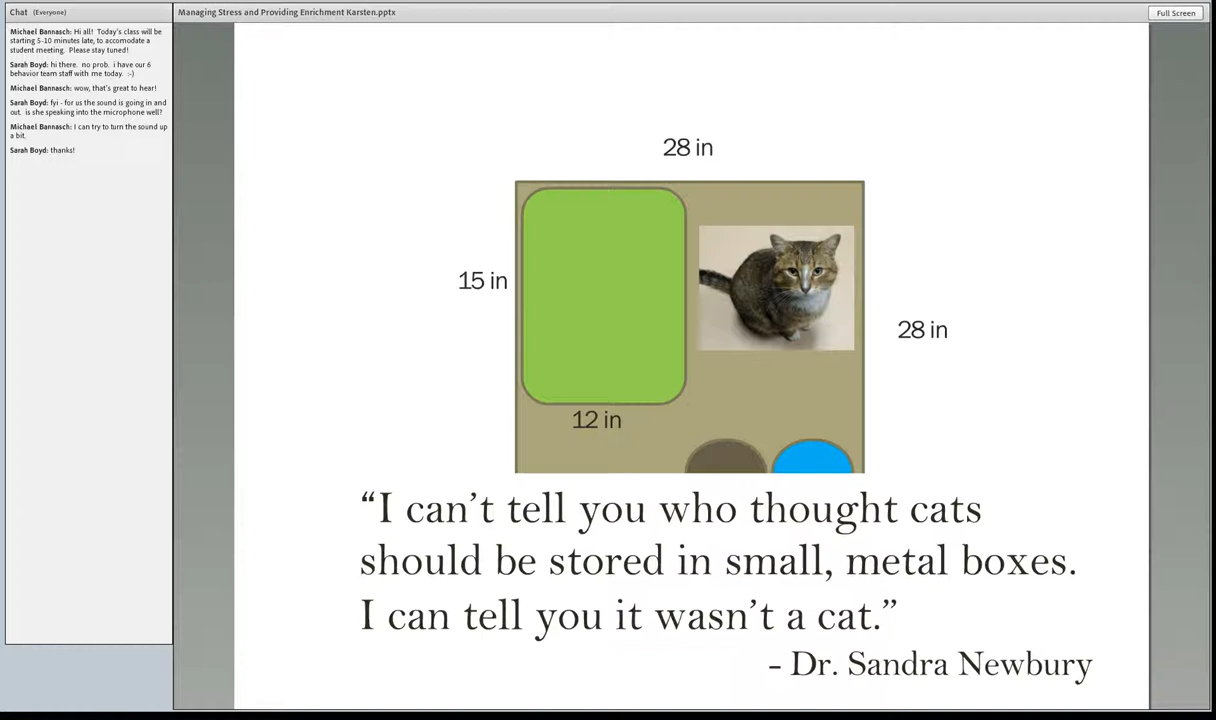 Chat (Everyone)
Michael Bannasch: Hi all! Today's class will be
starting 5-10 minutes late, to accomodate a
student meeting. Please stay tuned!
Sarah Boyd: hi there. no prob. i have our 6
behavior team staff with me today. :-)
Michael Bannasch: wow, that's great to hear!
Sarah Boyd: fyi - for us the sound is going in and
out. is she speaking into the microphone well?
Michael Bannasch: I can try to turn the sound up
a bit.
Sarah Boyd: thanks!
Managing Stress and Providing Enrichment Karsten.pptx
Full Screen
28 in
15 in
28 in
12 in
“I can’t tell you who thought cats
should be stored in small, metal boxes.
I can tell you it wasn’t a cat.”
– Dr. Sandra Newbury